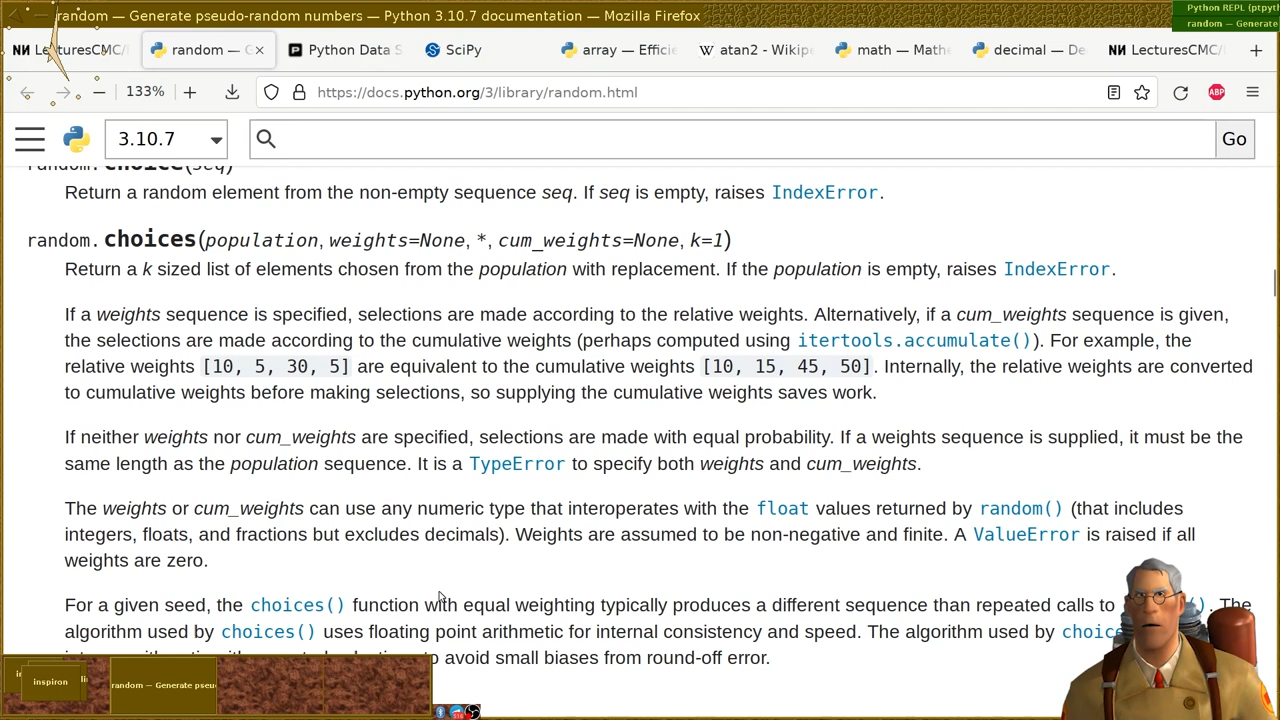 random — Generate pseudo-random numbers — Python 3.10.7 documentation — Mozilla Firefox
Python REPL (ptpyth
random — Generate
LecturesCMC/
random — G
Python Data S
SciPy
array — Efficie
atan2 - Wikipe
math — Mathe
decimal — De
LecturesCMC/
133%
https://docs.python.org/3/library/random.html
ABP
3.10.7
Go
random.choice(seq)
Return a random element from the non-empty sequence seq. If seq is empty, raises IndexError.
random.choices(population, weights=None, *, cum_weights=None, k=1)
Return a k sized list of elements chosen from the population with replacement. If the population is empty, raises IndexError.
If a weights sequence is specified, selections are made according to the relative weights. Alternatively, if a cum_weights sequence is given,
the selections are made according to the cumulative weights (perhaps computed using itertools.accumulate()). For example, the
relative weights [10, 5, 30, 5] are equivalent to the cumulative weights [10, 15, 45, 50]. Internally, the relative weights are converted
to cumulative weights before making selections, so supplying the cumulative weights saves work.
If neither weights nor cum_weights are specified, selections are made with equal probability. If a weights sequence is supplied, it must be the
same length as the population sequence. It is a TypeError to specify both weights and cum_weights.
The weights or cum_weights can use any numeric type that interoperates with the float values returned by random() (that includes
integers, floats, and fractions but excludes decimals). Weights are assumed to be non-negative and finite. A ValueError is raised if all
weights are zero.
For a given seed, the choices() function with equal weighting typically produces a different sequence than repeated calls to ). The
algorithm used by choices() uses floating point arithmetic for internal consistency and speed. The algorithm used by choice
to avoid small biases from round-off error.
inspiron
random — Generate pseu